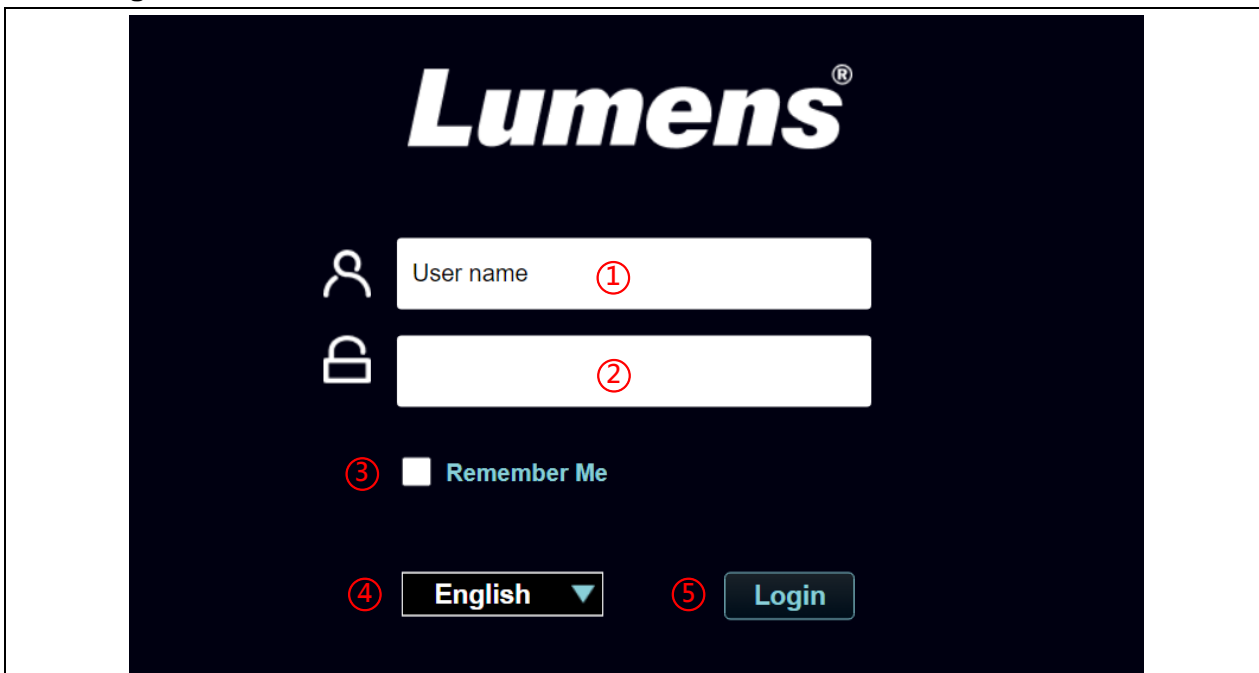 Lumens®
User name ①
②
③ Remember Me
④ English ⑤ Login